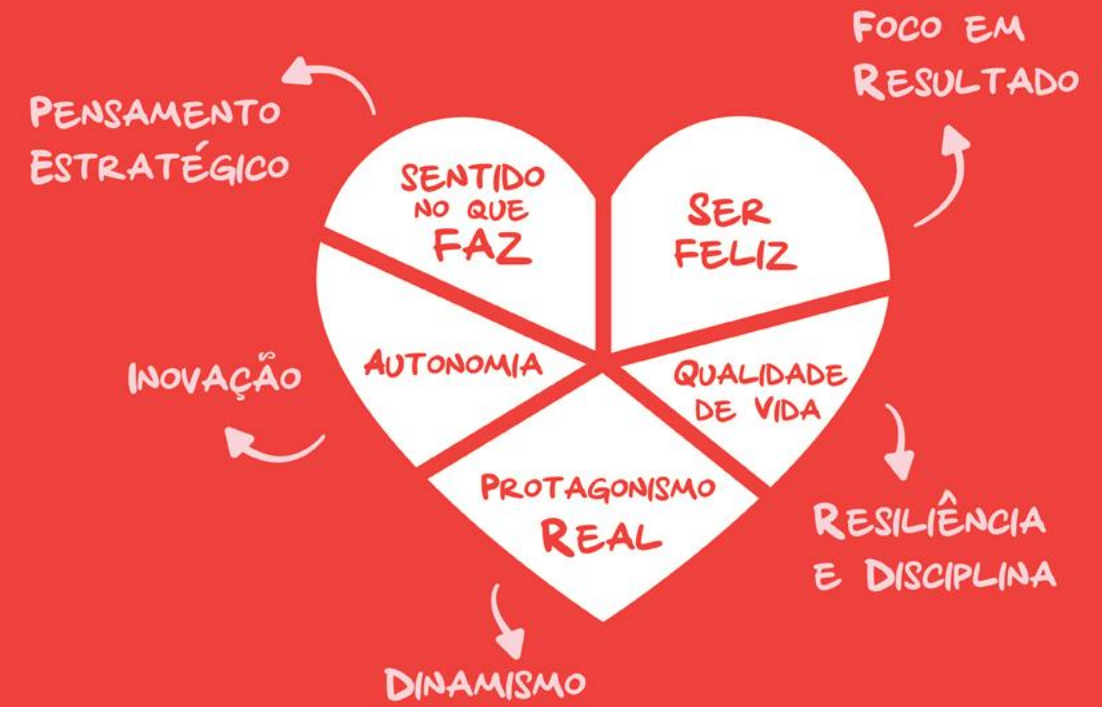 PENSAMENTO
ESTRATÉGICO
FOCO EM
RESULTADO
SENTIDO
NO QUE
FAZ
SER
FELIZ
INOVAÇÃO
AUTONOMIA
QUALIDADE
DE VIDA
PROTAGONISMO
REAL
RESILIÊNCIA
E DISCIPLINA
DINAMISMO